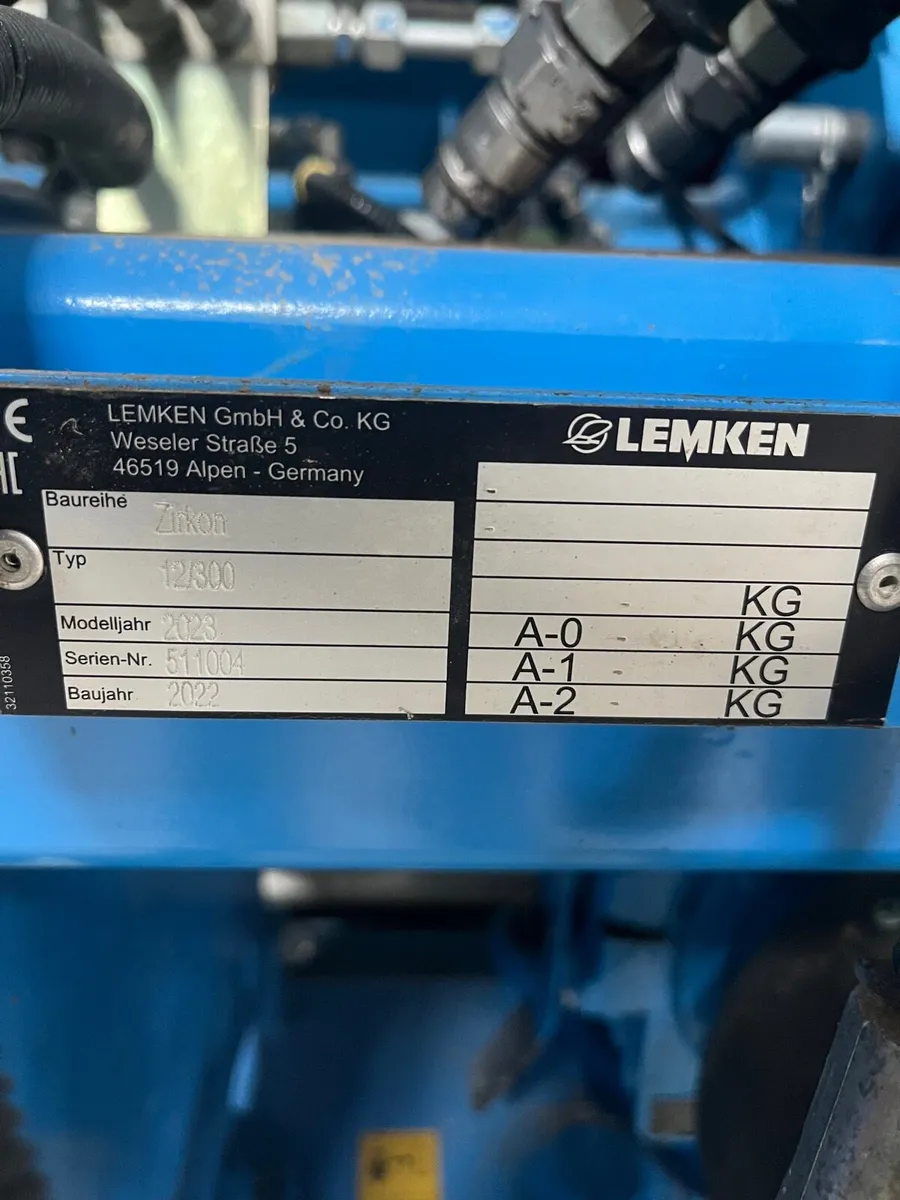 CE
LEMKEN GmbH & Co. KG
Weseler Straße 5
46519 Alpen - Germany
LEMKEN
Baureihe Zirkon
Typ 12/300
Modelljahr 2023
Serien-Nr. 511004
Baujahr 2022
32110358
-
-
KG
A-0 - KG
A-1 - KG
A-2 - KG